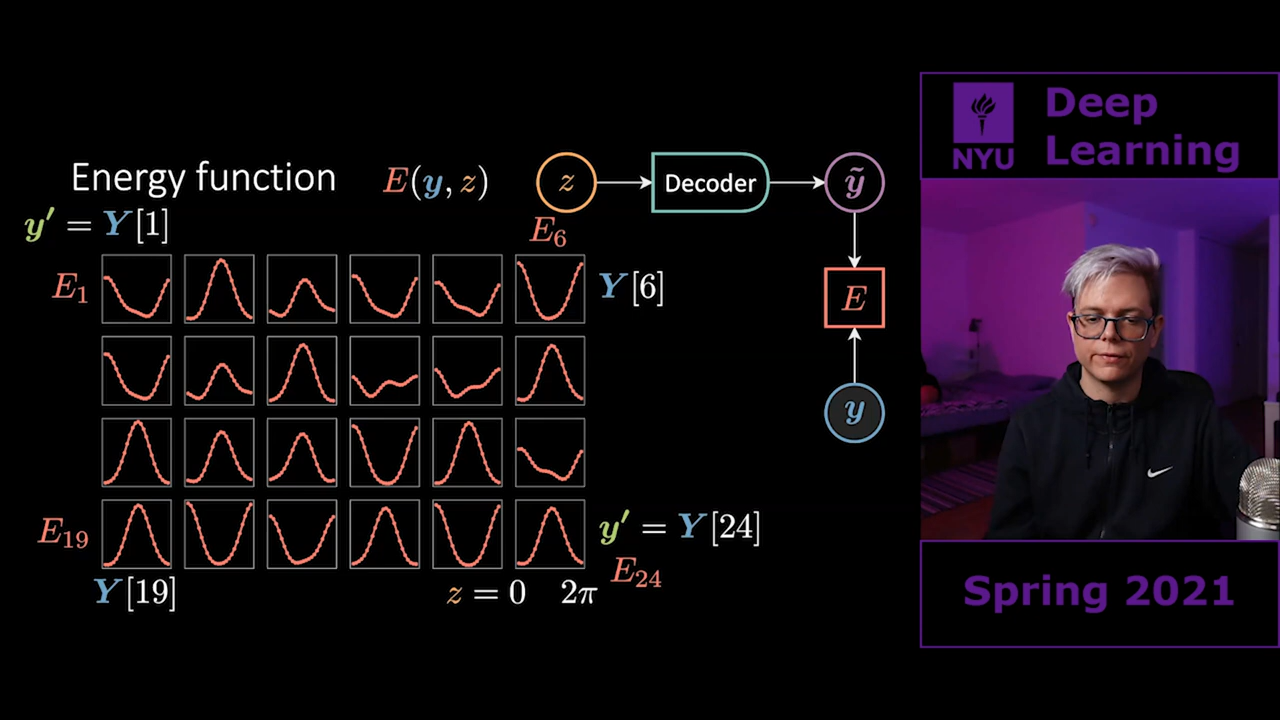 Energy function E(y, z)
z Decoder ỹ
y′ = Y[1]
E₆
E₁ Y[6]
E
y
E₁₉ y′ = Y[24]
E₂₄
Y[19] z = 0 2π
NYU
Deep
Learning
Spring 2021